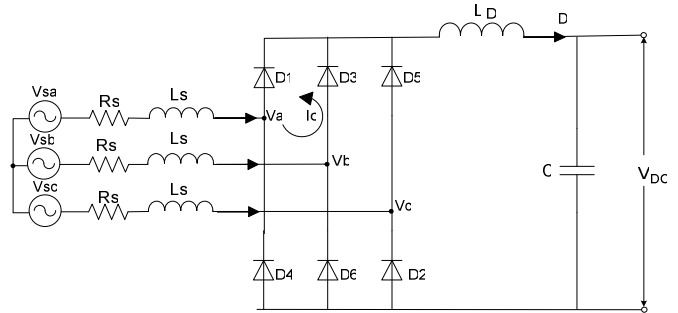 L D
D
Vsa
Rs
Ls
D1
D3
D5
Va
Ic
Vsb
Rs
Ls
Vb
C
VDC
Vsc
Rs
Ls
Vc
D4
D6
D2